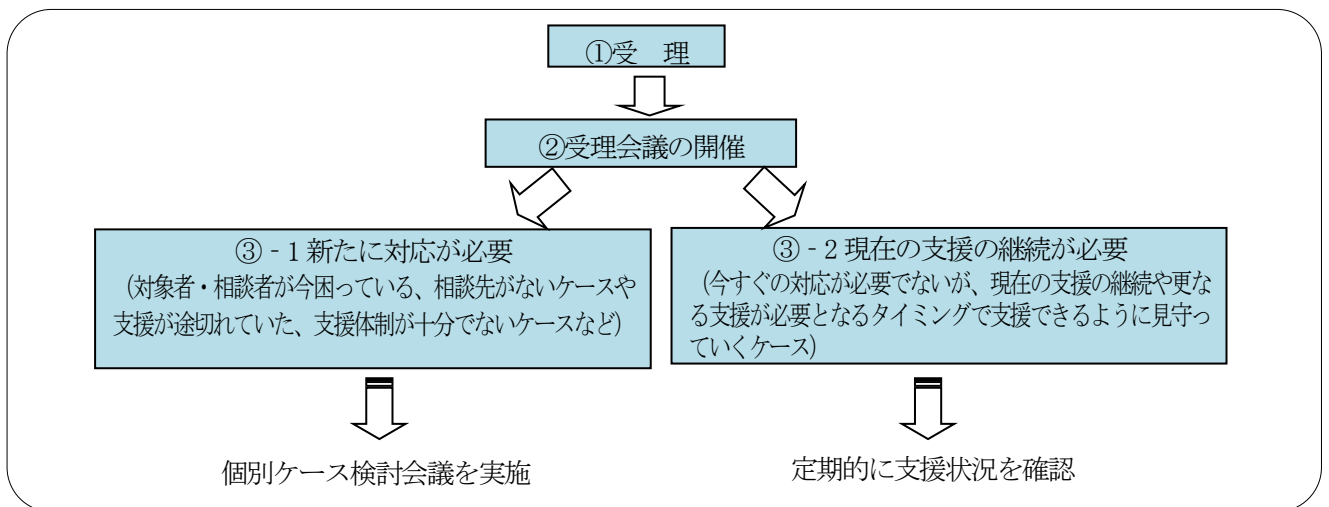 ①受　理
②受理会議の開催
③‐１新たに対応が必要
（対象者・相談者が今困っている、相談先がないケースや
支援が途切れていた、支援体制が十分でないケースなど）
③‐２現在の支援の継続が必要
（今すぐの対応が必要でないが、現在の支援の継続や更な
る支援が必要となるタイミングで支援できるように見守っ
ていくケース）
個別ケース検討会議を実施
定期的に支援状況を確認